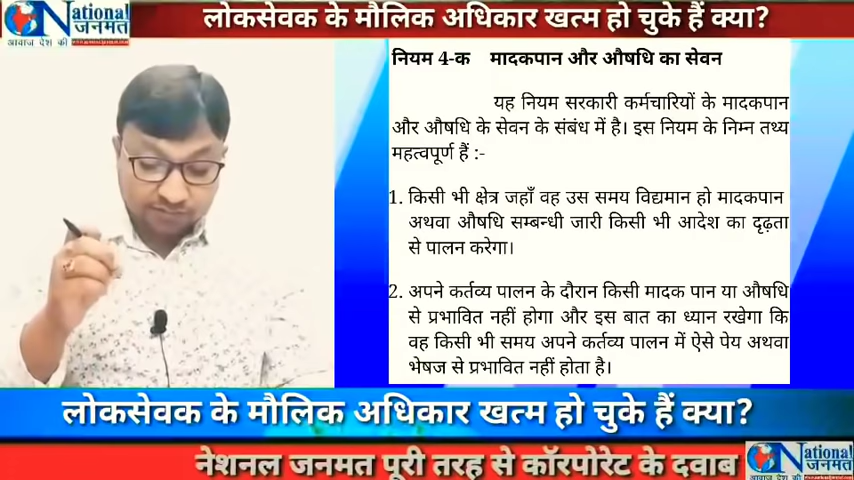 National
जनमत
आवाज देश की
लोकसेवक के मौलिक अधिकार खत्म हो चुके हैं क्या?
नियम 4-क मादकपान और औषधि का सेवन
यह नियम सरकारी कर्मचारियों के मादकपान
और औषधि के सेवन के संबंध में है। इस नियम के निम्न तथ्य
महत्वपूर्ण हैं :-
1. किसी भी क्षेत्र जहाँ वह उस समय विद्यमान हो मादकपान
अथवा औषधि सम्बन्धी जारी किसी भी आदेश का दृढ़ता
से पालन करेगा।
2. अपने कर्तव्य पालन के दौरान किसी मादक पान या औषधि
से प्रभावित नहीं होगा और इस बात का ध्यान रखेगा कि
वह किसी भी समय अपने कर्तव्य पालन में ऐसे पेय अथवा
भेषज से प्रभावित नहीं होता है।
लोकसेवक के मौलिक अधिकार खत्म हो चुके हैं क्या?
नेशनल जनमत पूरी तरह से कॉरपोरेट के दबाव
National
जनमत